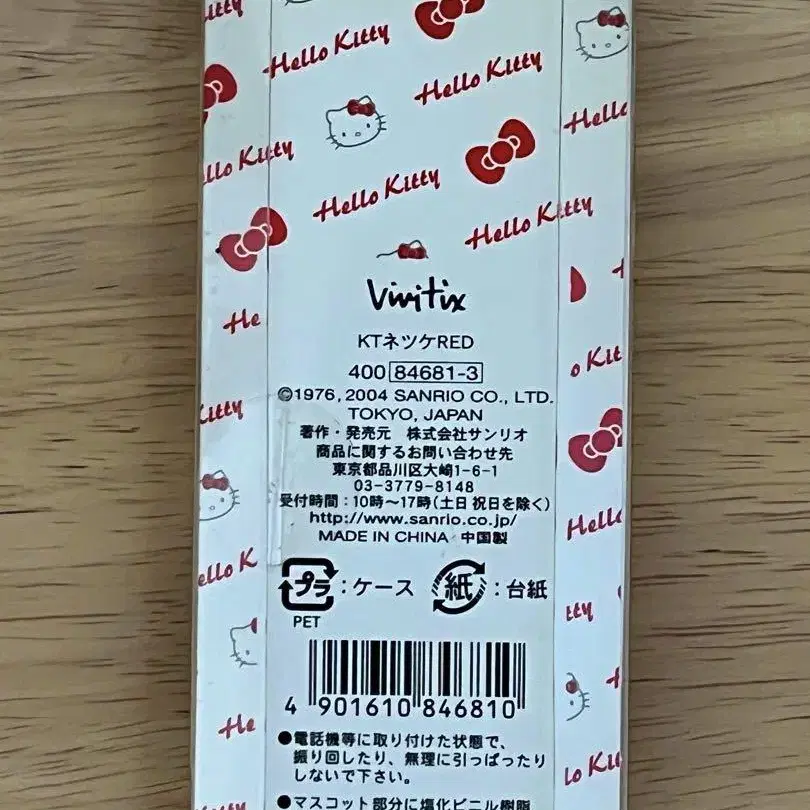 Hello Kitty
Hello Kitty
Hello Kitty
Hello Kitty
Vivitix
KTネツケRED
400 84681-3
©1976, 2004 SANRIO CO., LTD.
TOKYO, JAPAN
著作・発売元 株式会社サンリオ
商品に関するお問い合わせ先
東京都品川区大崎1-6-1
03-3779-8148
受付時間：10時～17時(土日祝日を除く)
http://www.sanrio.co.jp/
MADE IN CHINA 中国製
プラ：ケース 紙：台紙
PET
4 901610 846810
●電話機等に取り付けた状態で、
振り回したり、無理に引っぱったり
しないで下さい。
●マスコット部分に塩化ビニル樹脂